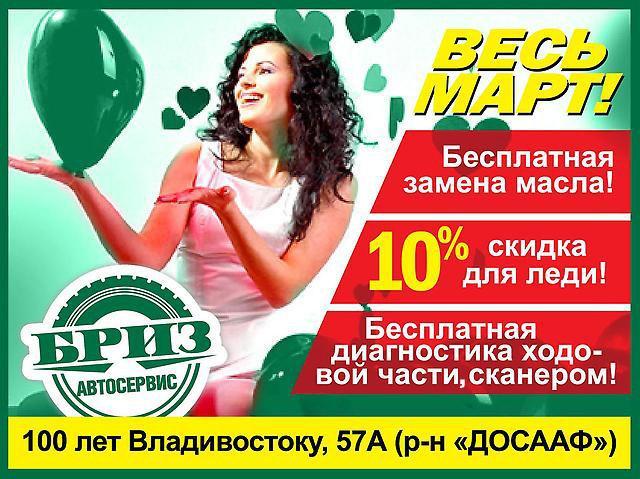 ВЕСЬ
МАРТ!
Бесплатная
замена масла!
10% скидка
для леди!
Бесплатная
диагностика ходо-
вой части, сканером!
БРИЗ
АВТОСЕРВИС
100 лет Владивостоку, 57А (р-н «ДОСААФ»)